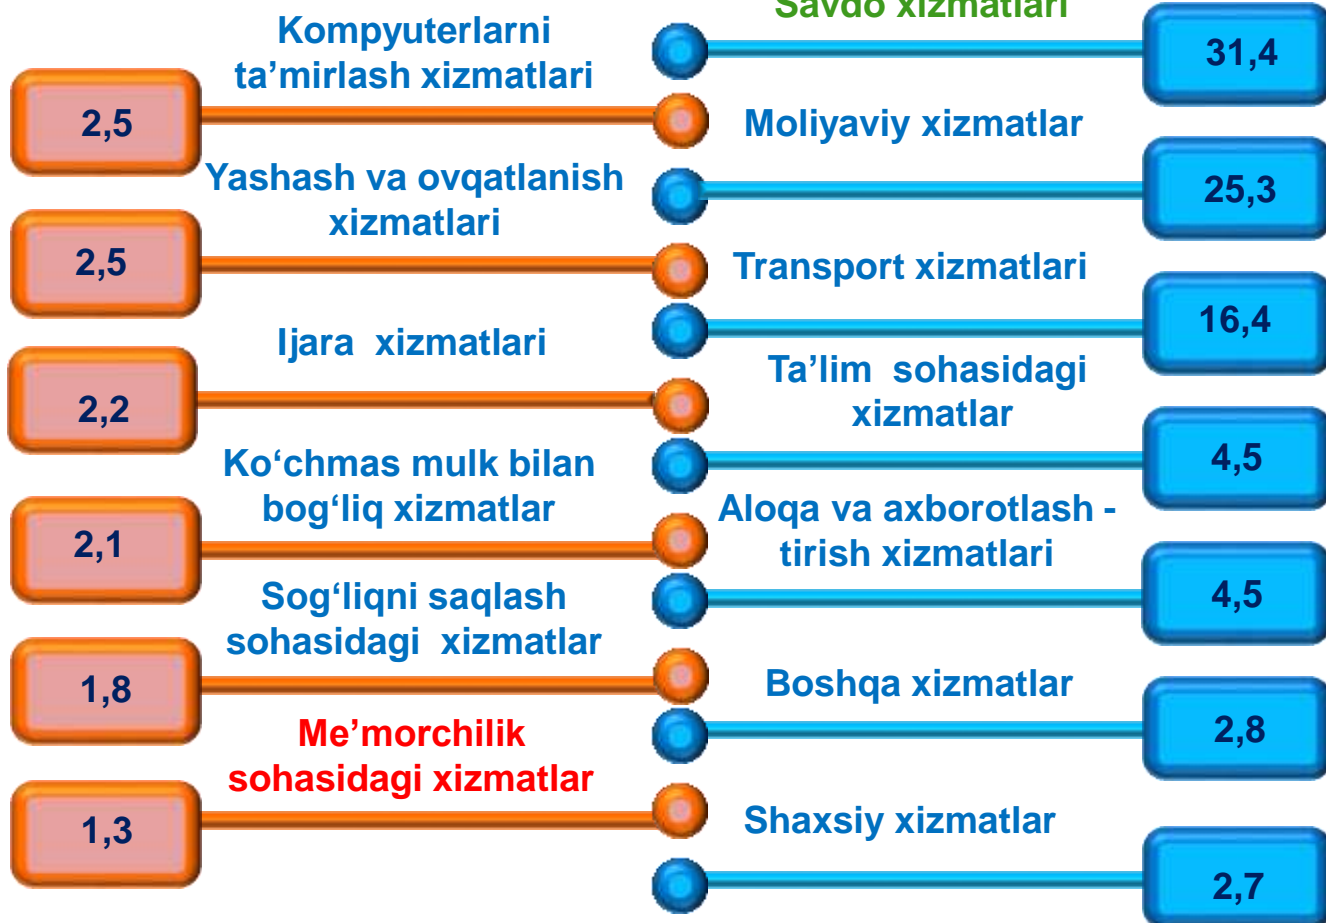 Savdo xizmatlari
31,4
Kompyuterlarni
ta’mirlash xizmatlari
2,5
Moliyaviy xizmatlar
25,3
Yashash va ovqatlanish
xizmatlari
2,5
Transport xizmatlari
16,4
Ijara xizmatlari
2,2
Ta’lim sohasidagi
xizmatlar
4,5
Ko‘chmas mulk bilan
bog‘liq xizmatlar
2,1
Aloqa va axborotlash -
tirish xizmatlari
4,5
Sog‘liqni saqlash
sohasidagi xizmatlar
1,8
Boshqa xizmatlar
2,8
Me’morchilik
sohasidagi xizmatlar
1,3
Shaxsiy xizmatlar
2,7